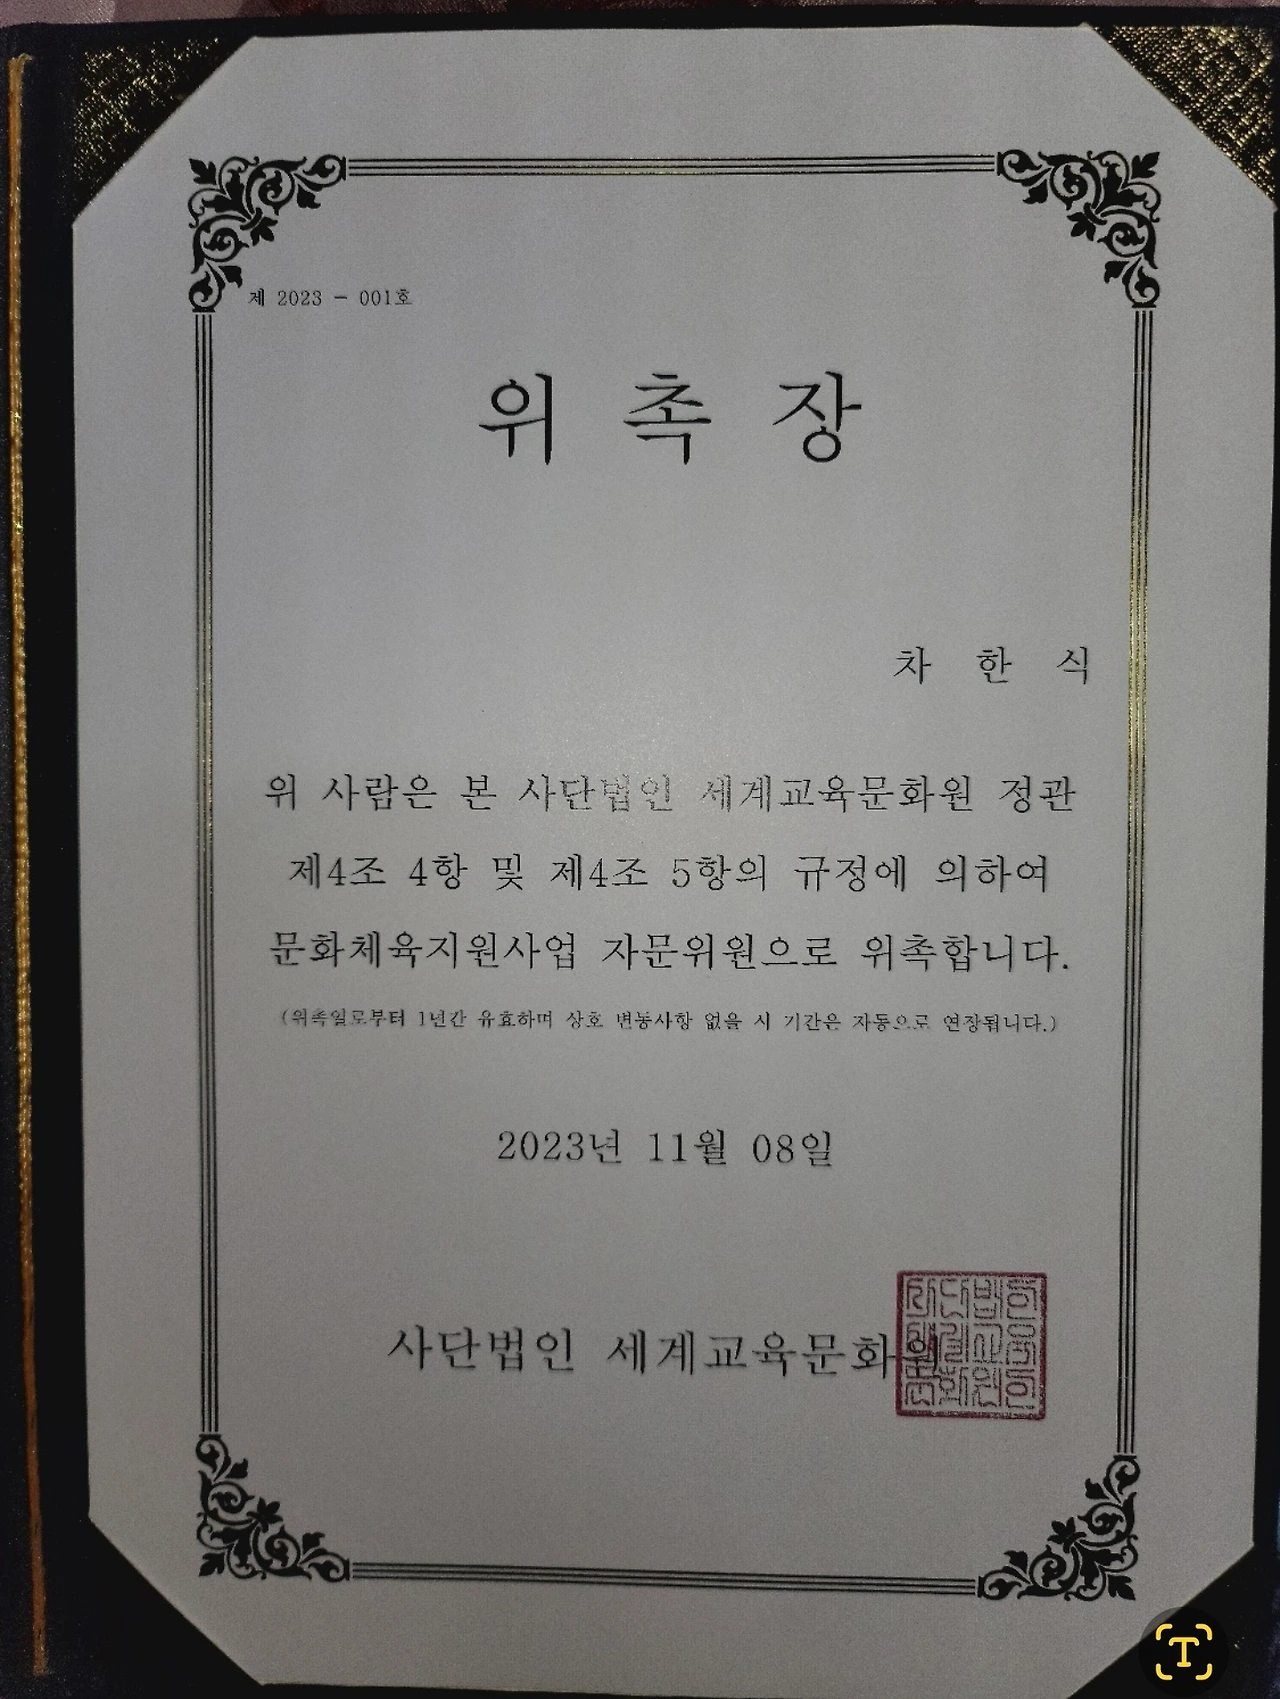 제 2023 - 001호
위 촉 장
차 한 식
위 사람은 본 사단법인 세계교육문화원 정관
제4조 4항 및 제4조 5항의 규정에 의하여
문화체육지원사업 자문위원으로 위촉합니다.
(위촉일로부터 1년간 유효하며 상호 변동사항 없을 시 기간은 자동으로 연장됩니다.)
2023년 11월 08일
사단법인 세계교육문화원